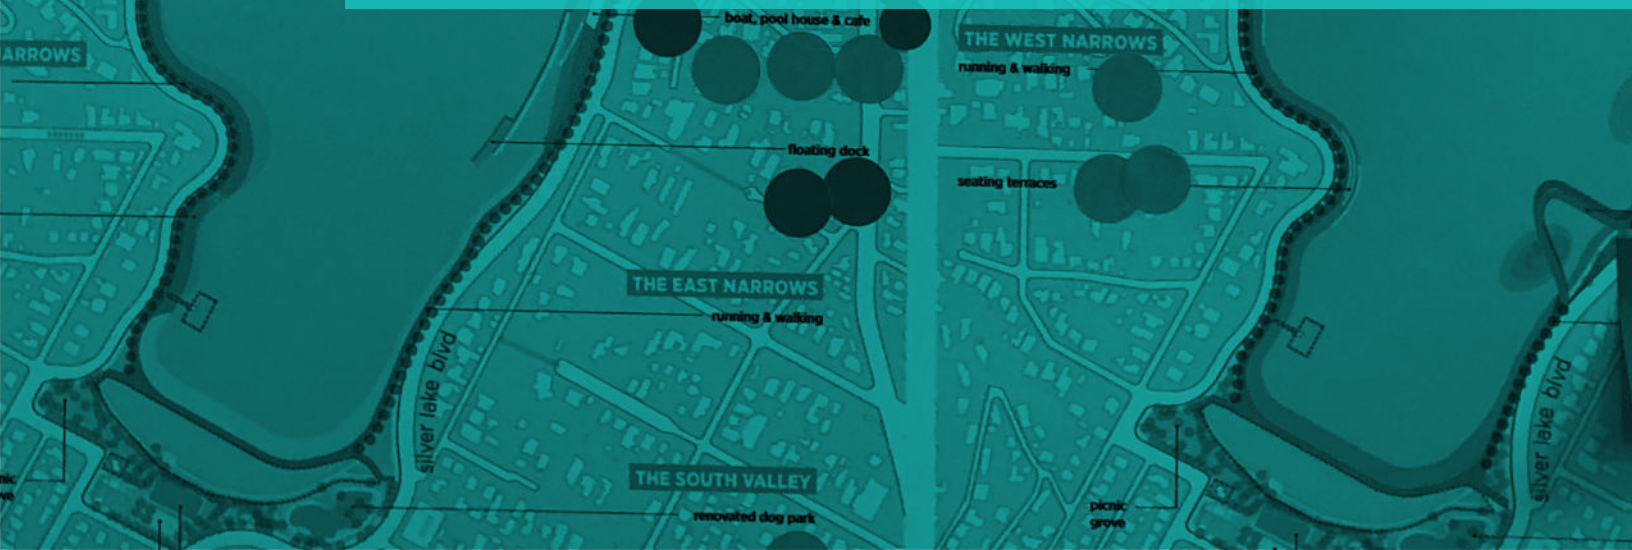 boat, pool house & cafe
ARROWS
floating dock
THE EAST NARROWS
running & walking
silver lake blvd
THE SOUTH VALLEY
renovated dog park
THE WEST NARROWS
running & walking
seating terraces
picnic
grove
silver lake blvd